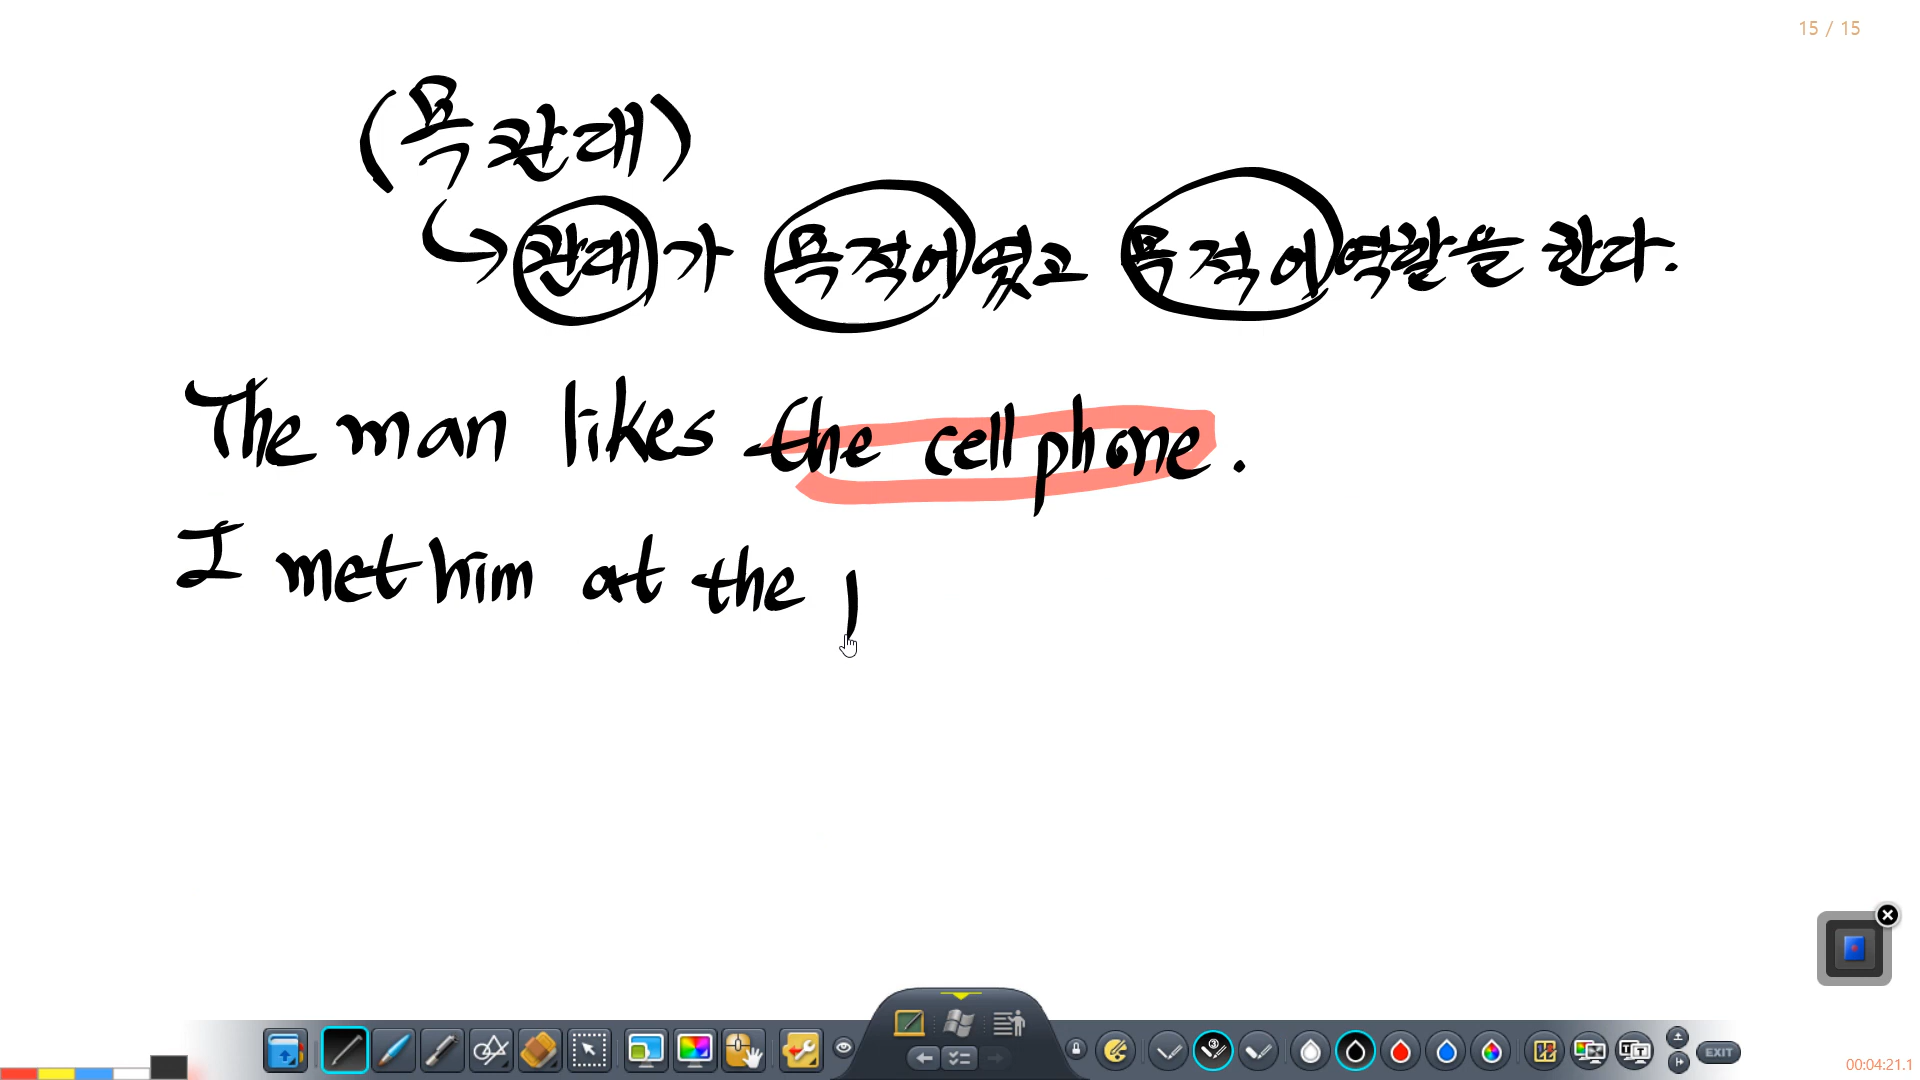 15 / 15
(목관대)
관대가 목적어였고 목적어역할을 한다.
The man likes the cell phone.
I met him at the
EXIT
00:04:21.1